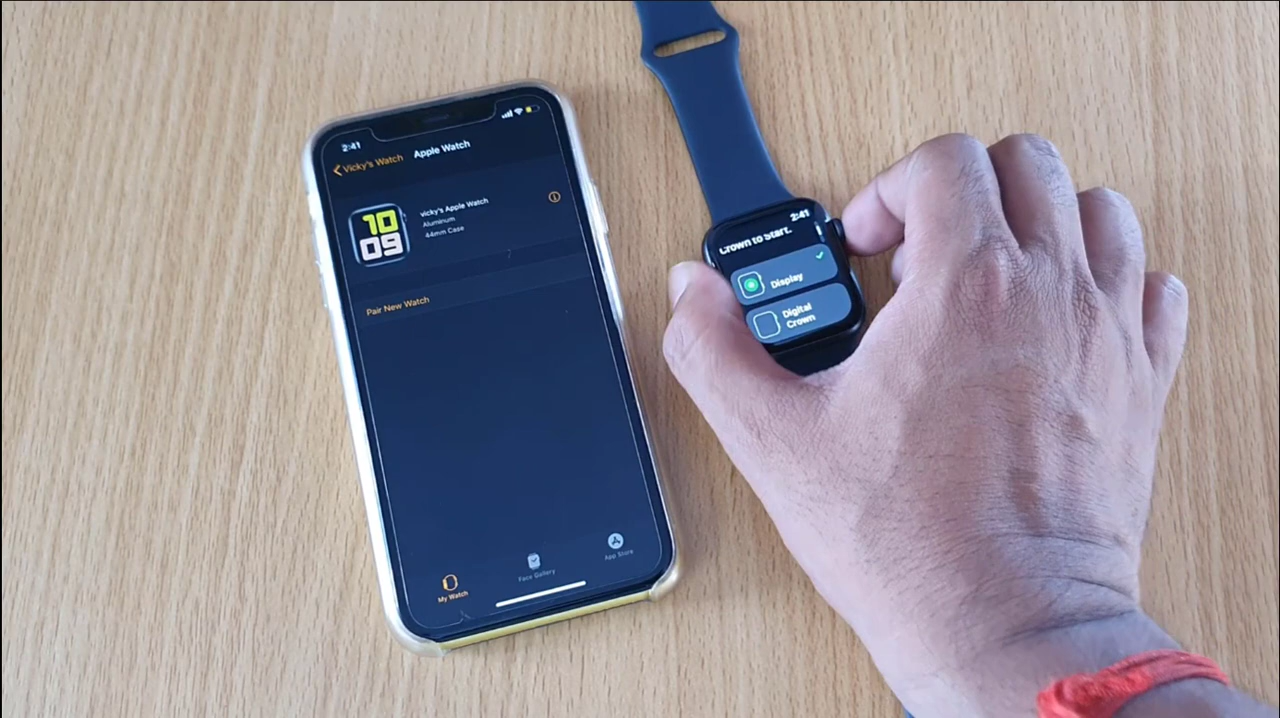 2:41
Vicky's Watch
Apple Watch
10
09
vicky's Apple Watch
Aluminum
44mm Case
Pair New Watch
My Watch
Face Gallery
App Store
2:41
Crown to Start.
Display
Digital
Crown